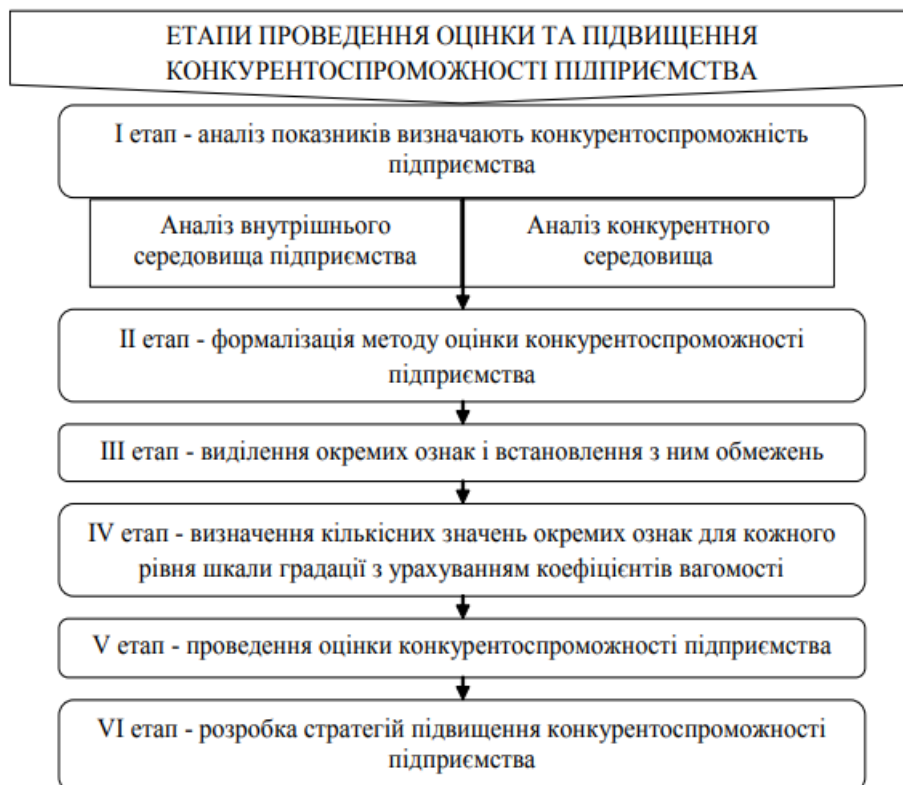 ЕТАПИ ПРОВЕДЕННЯ ОЦІНКИ ТА ПІДВИЩЕННЯ
КОНКУРЕНТОСПРОМОЖНОСТІ ПІДПРИЄМСТВА
I етап - аналіз показників визначають конкурентоспроможність
підприємства
Аналіз внутрішнього
середовища підприємства
Аналіз конкурентного
середовища
II етап - формалізація методу оцінки конкурентоспроможності
підприємства
III етап - виділення окремих ознак і встановлення з ним обмежень
IV етап - визначення кількісних значень окремих ознак для кожного
рівня шкали градації з урахуванням коефіцієнтів вагомості
V етап - проведення оцінки конкурентоспроможності підприємства
VI етап - розробка стратегій підвищення конкурентоспроможності
підприємства